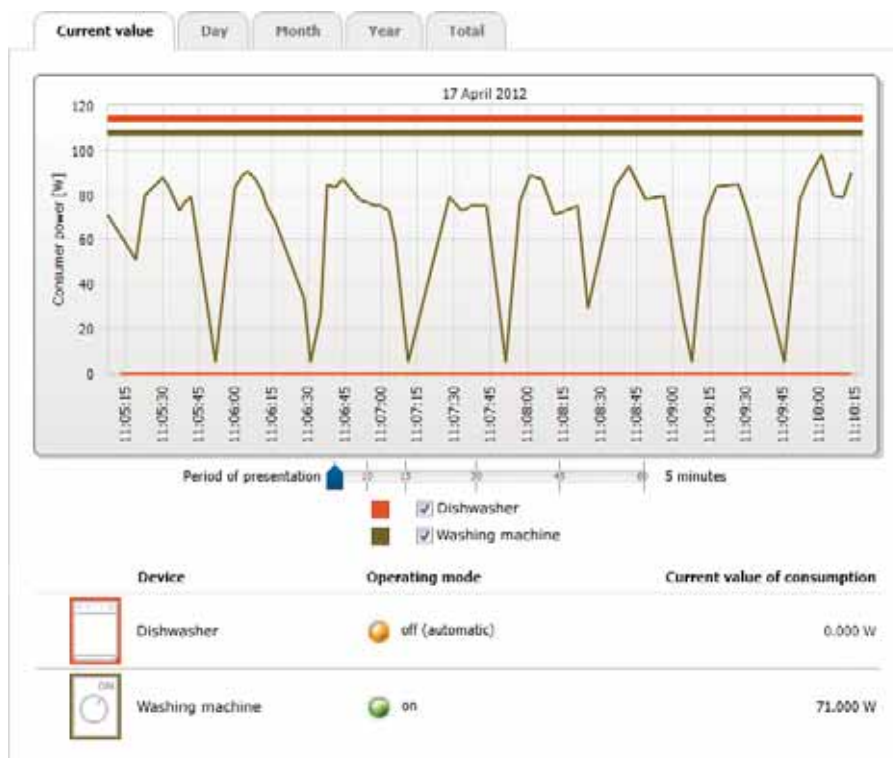 Current value Day Month Year Total
17 April 2012
Consumer power [W]
120
100
80
60
40
20
0
11:05:15 11:05:30 11:05:45 11:06:00 11:06:15 11:06:30 11:06:45 11:07:00 11:07:15 11:07:30 11:07:45 11:08:00 11:08:15 11:08:30 11:08:45 11:09:00 11:09:15 11:09:30 11:09:45 11:10:00 11:10:15
Period of presentation 10 15 30 45 60 5 minutes
Dishwasher
Washing machine
Device Operating mode Current value of consumption
Dishwasher off (automatic) 0.000 W
ON
Washing machine on 71.000 W